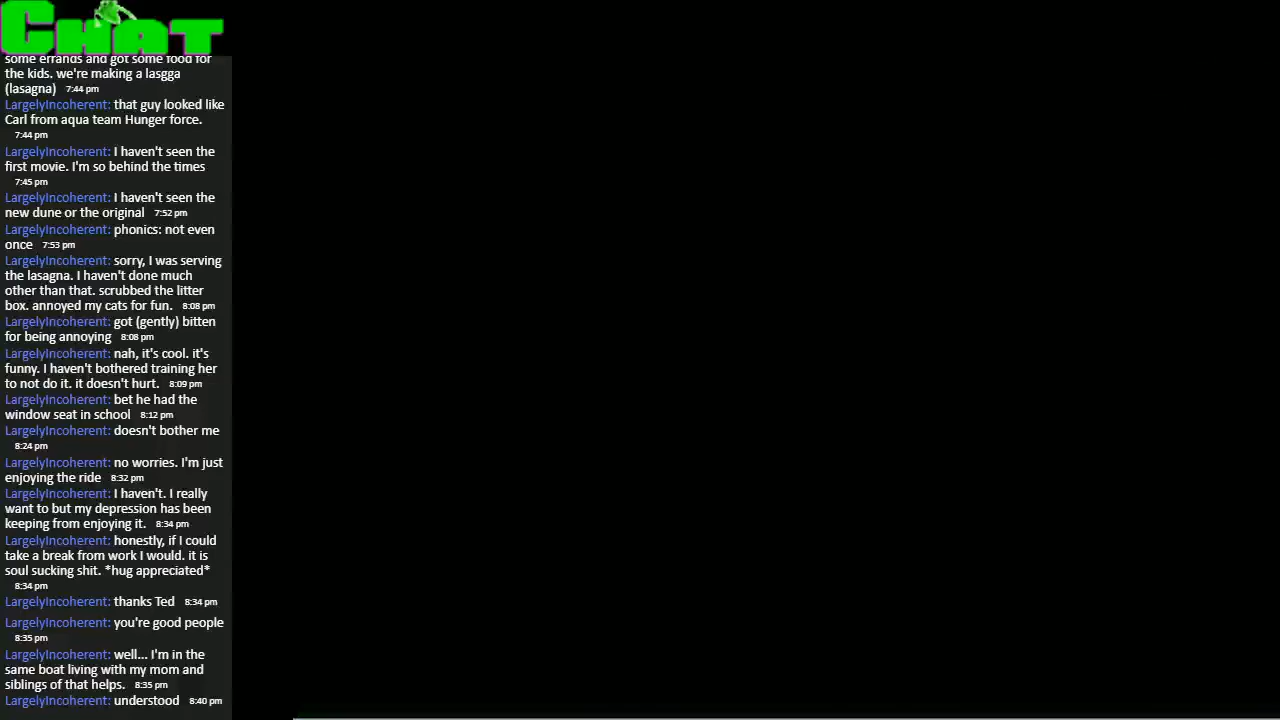 CHAT
some errands and got some food for
the kids. we're making a lasgga
(lasagna) 7:44 pm
LargelyIncoherent: that guy looked like
Carl from aqua team Hunger force.
7:44 pm
LargelyIncoherent: I haven't seen the
first movie. I'm so behind the times
7:45 pm
LargelyIncoherent: I haven't seen the
new dune or the original 7:52 pm
LargelyIncoherent: phonics: not even
once 7:53 pm
LargelyIncoherent: sorry, I was serving
the lasagna. I haven't done much
other than that. scrubbed the litter
box. annoyed my cats for fun. 8:08 pm
LargelyIncoherent: got (gently) bitten
for being annoying 8:08 pm
LargelyIncoherent: nah, it's cool. it's
funny. I haven't bothered training her
to not do it. it doesn't hurt. 8:09 pm
LargelyIncoherent: bet he had the
window seat in school 8:12 pm
LargelyIncoherent: doesn't bother me
8:24 pm
LargelyIncoherent: no worries. I'm just
enjoying the ride 8:32 pm
LargelyIncoherent: I haven't. I really
want to but my depression has been
keeping from enjoying it. 8:34 pm
LargelyIncoherent: honestly, if I could
take a break from work I would. it is
soul sucking shit. *hug appreciated*
8:34 pm
LargelyIncoherent: thanks Ted 8:34 pm
LargelyIncoherent: you're good people
8:35 pm
LargelyIncoherent: well... I'm in the
same boat living with my mom and
siblings of that helps. 8:35 pm
LargelyIncoherent: understood 8:40 pm